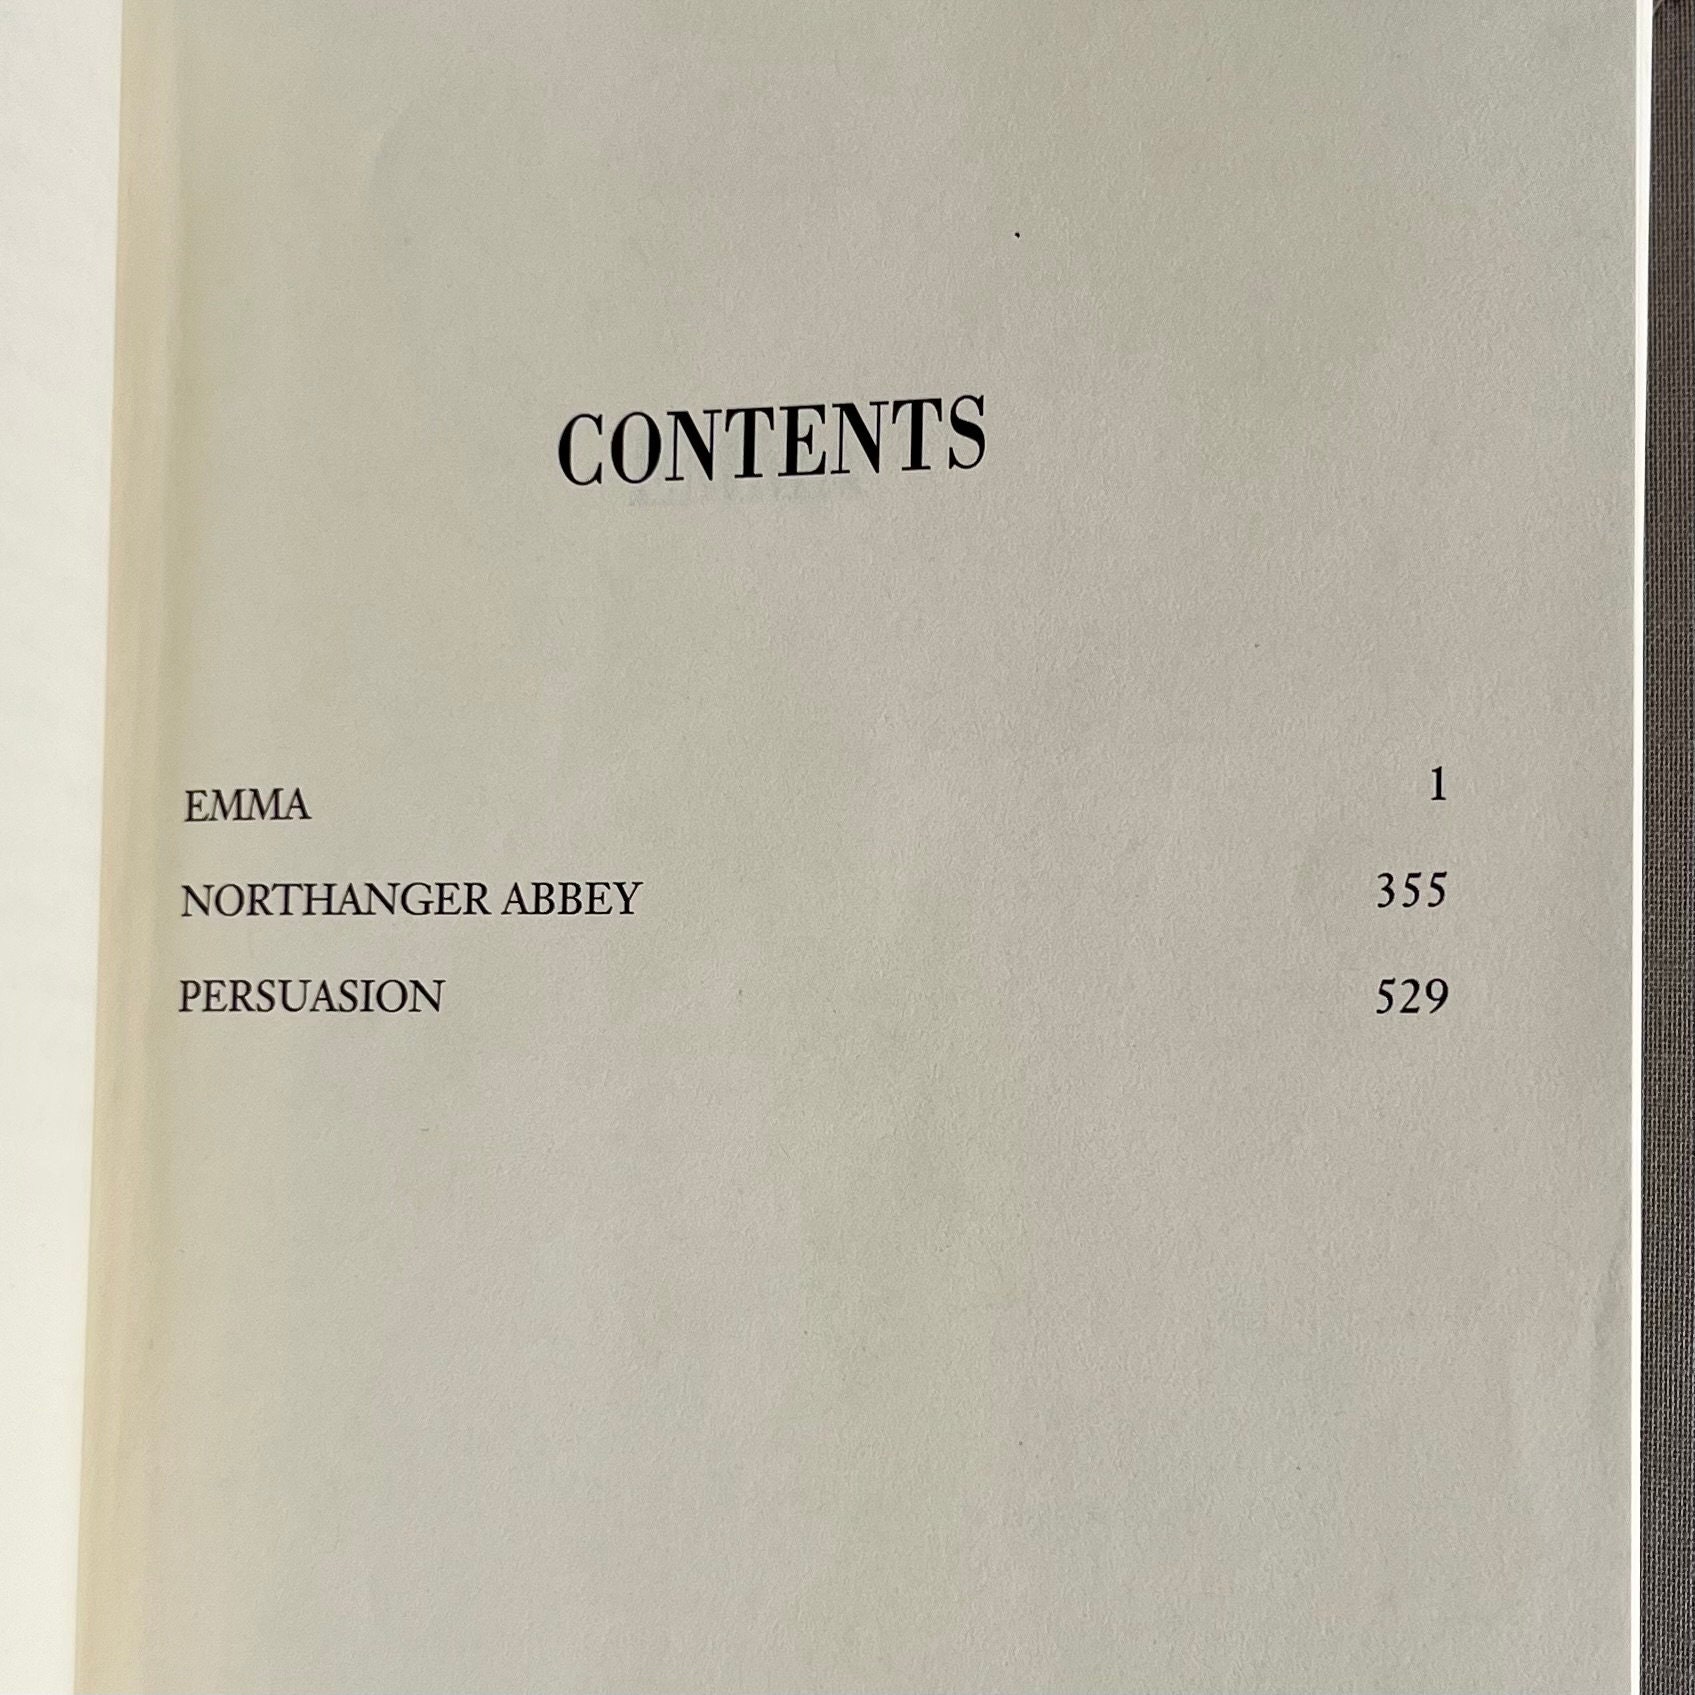 CONTENTS
EMMA 1
NORTHANGER ABBEY 355
PERSUASION 529